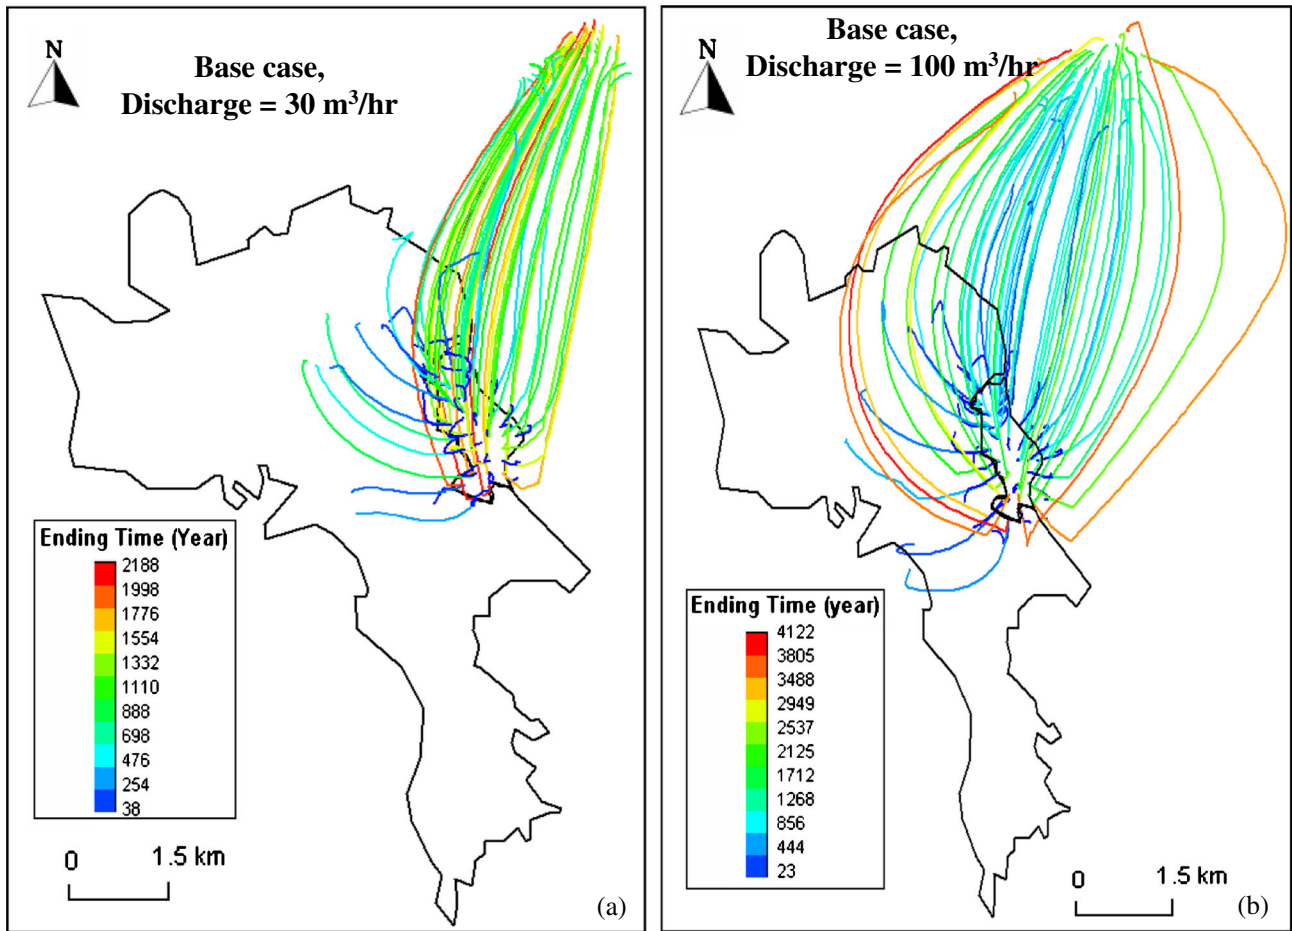 N
Base case,
Discharge = 30 m³/hr
Ending Time (Year)
2188
1998
1776
1554
1332
1110
888
698
476
254
38
0 1.5 km
(a)
N
Base case,
Discharge = 100 m³/hr
Ending Time (year)
4122
3805
3488
2949
2537
2125
1712
1268
856
444
23
0 1.5 km
(b)